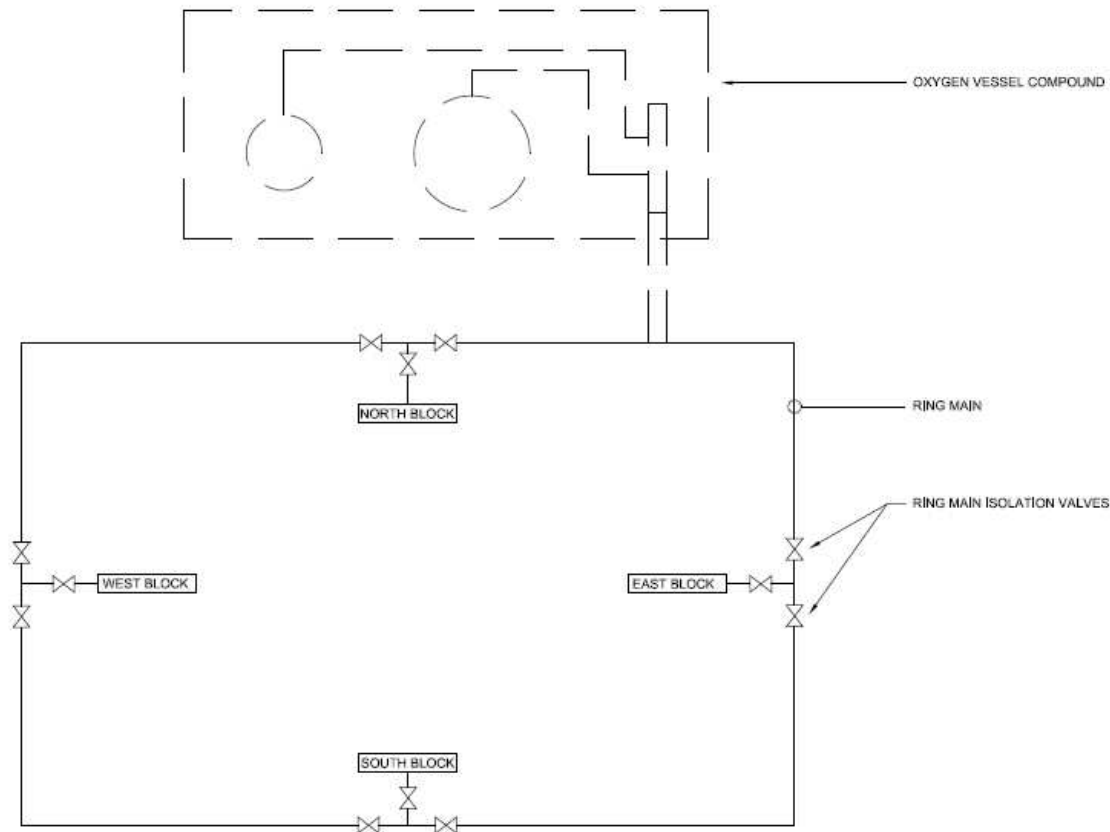 OXYGEN VESSEL COMPOUND
NORTH BLOCK
RING MAIN
RING MAIN ISOLATION VALVES
WEST BLOCK
EAST BLOCK
SOUTH BLOCK